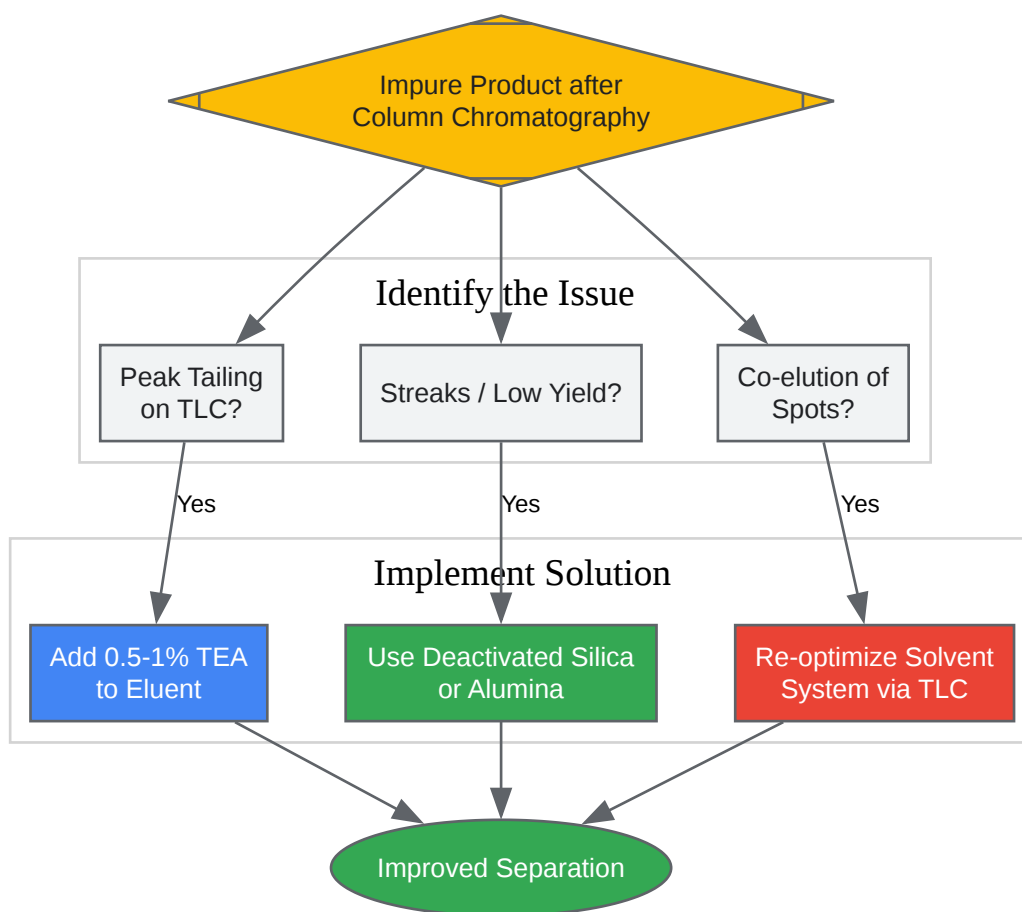 Impure Product after
Column Chromatography
Identify the Issue
Peak Tailing
on TLC?
Streaks / Low Yield?
Co-elution of
Spots?
Yes
Yes
Yes
Implement Solution
Add 0.5-1% TEA
to Eluent
Use Deactivated Silica
or Alumina
Re-optimize Solvent
System via TLC
Improved Separation